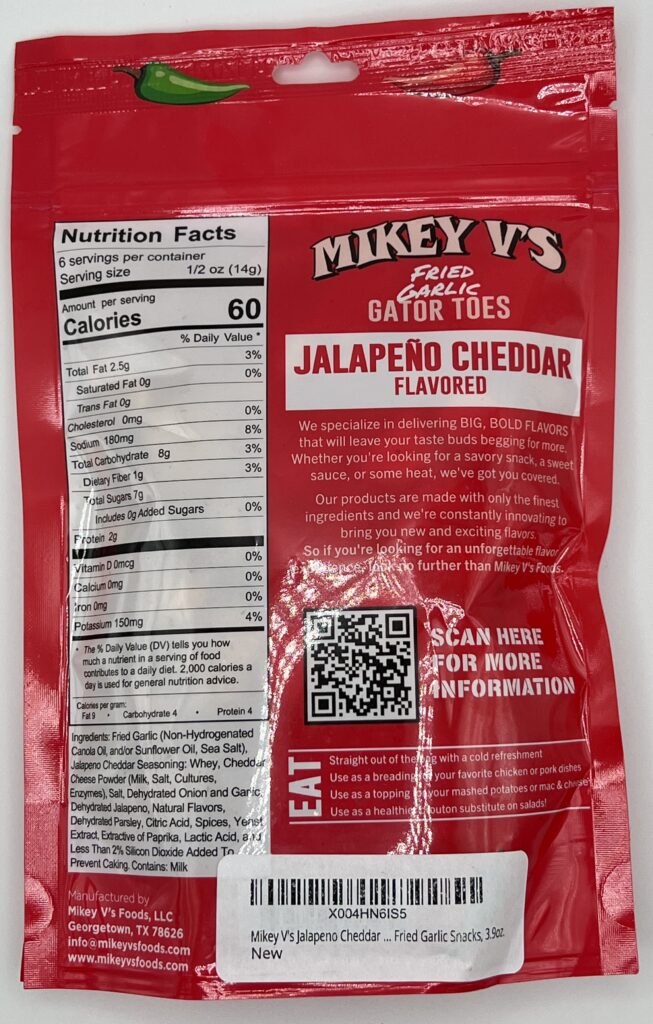 Nutrition Facts
6 servings per container
Serving size 1/2 oz (14g)
Amount per serving
Calories 60
% Daily Value *
Total Fat 2.5g 3%
Saturated Fat 0g 0%
Trans Fat 0g
Cholesterol 0mg 0%
Sodium 180mg 8%
Total Carbohydrate 8g 3%
Dietary Fiber 1g 3%
Total Sugars 7g
Includes 0g Added Sugars 0%
Protein 2g
Vitamin D 0mcg 0%
Calcium 0mg 0%
Iron 0mg 0%
Potassium 150mg 4%
* The % Daily Value (DV) tells you how
much a nutrient in a serving of food
contributes to a daily diet. 2,000 calories a
day is used for general nutrition advice.
Calories per gram:
Fat 9 • Carbohydrate 4 • Protein 4
Ingredients: Fried Garlic (Non-Hydrogenated
Canola Oil, and/or Sunflower Oil, Sea Salt),
Jalapeno Cheddar Seasoning: Whey, Cheddar
Cheese Powder (Milk, Salt, Cultures,
Enzymes), Salt, Dehydrated Onion and Garlic,
Dehydrated Jalapeno, Natural Flavors,
Dehydrated Parsley, Citric Acid, Spices, Yeast
Extract, Extractive of Paprika, Lactic Acid, and
Less Than 2% Silicon Dioxide Added To
Prevent Caking. Contains: Milk
Manufactured by
Mikey V's Foods, LLC
Georgetown, TX 78626
info@mikeyvsfoods.com
www.mikeyvsfoods.com
MIKEY V'S
FRIED
GARLIC
GATOR TOES
JALAPEÑO CHEDDAR
FLAVORED
We specialize in delivering BIG, BOLD FLAVORS
that will leave your taste buds begging for more.
Whether you're looking for a savory snack, a sweet
sauce, or some heat, we've got you covered.
Our products are made with only the finest
ingredients and we're constantly innovating to
bring you new and exciting flavors.
So if you're looking for an unforgettable flavor
experience, look no further than Mikey V's Foods.
SCAN HERE
FOR MORE
INFORMATION
EAT
Straight out of the bag with a cold refreshment
Use as a breading your favorite chicken or pork dishes
Use as a topping your mashed potatoes or mac & cheese
Use as a healthier crouton substitute on salads!
X004HN6IS5
Mikey V's Jalapeno Cheddar ... Fried Garlic Snacks, 3.9oz.
New